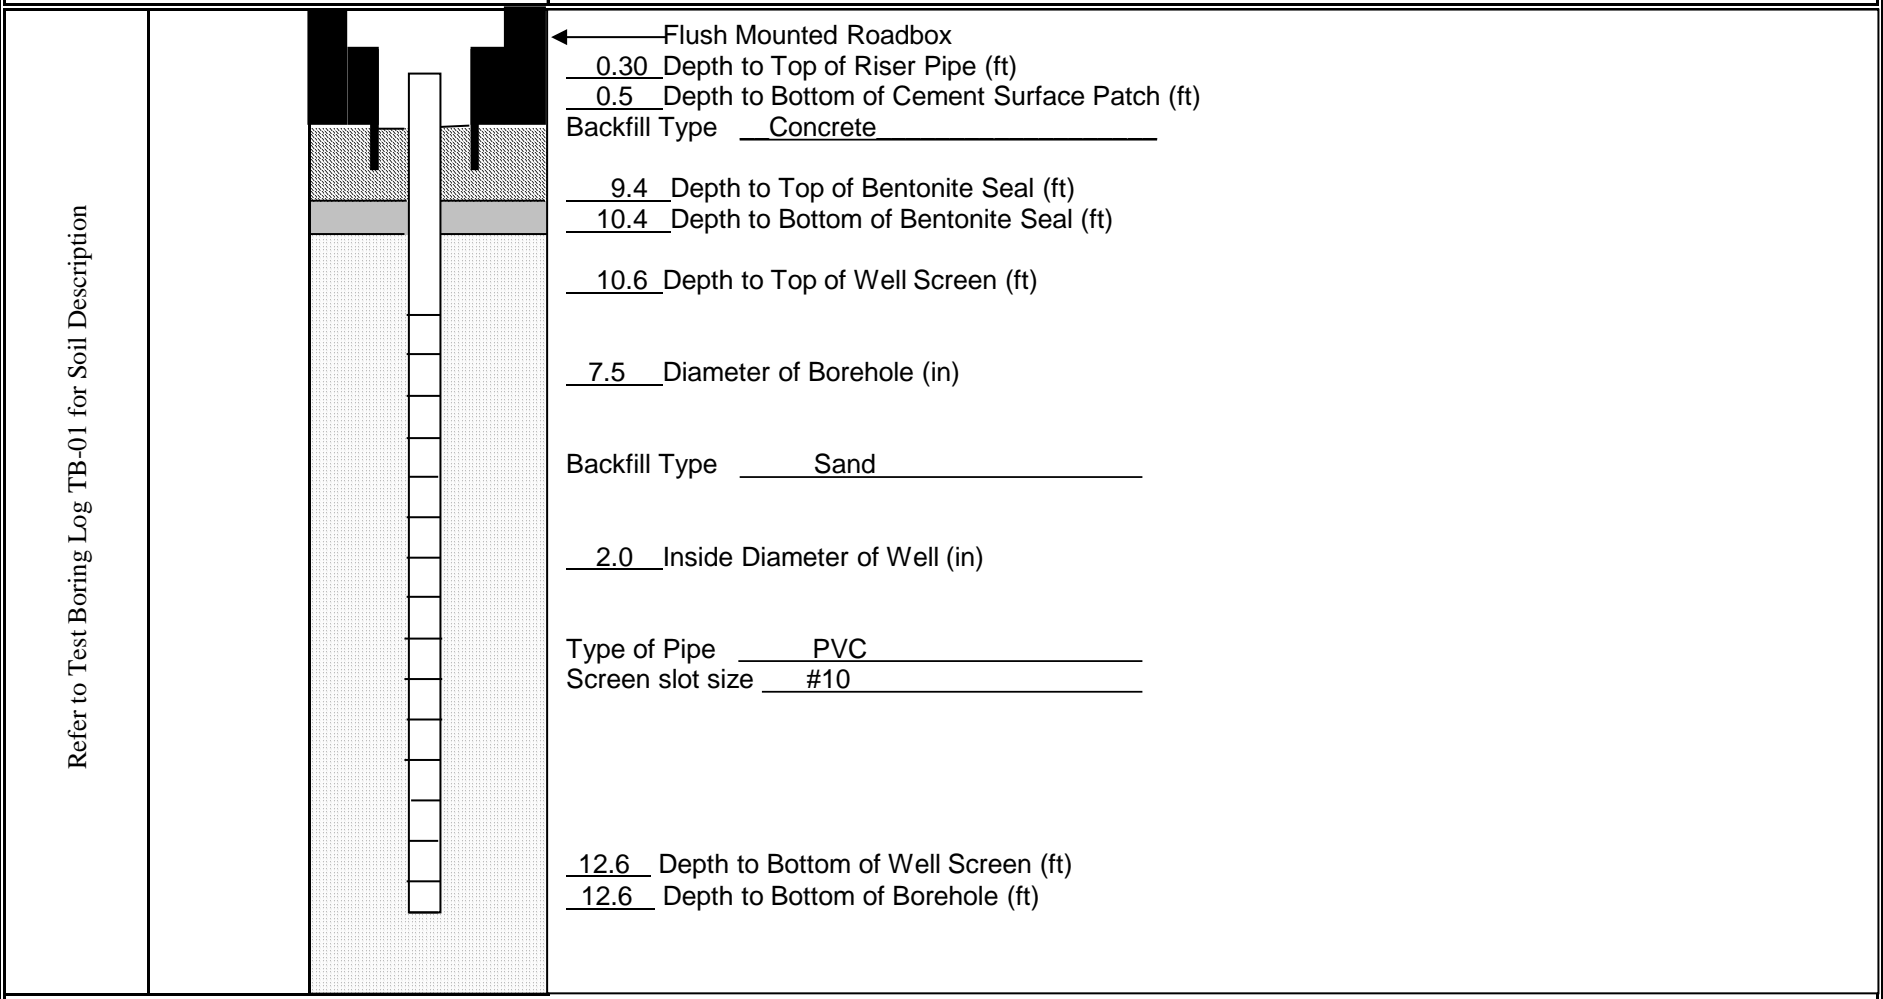 Refer to Test Boring Log TB-01 for Soil Description
Flush Mounted Roadbox
0.30 Depth to Top of Riser Pipe (ft)
0.5 Depth to Bottom of Cement Surface Patch (ft)
Backfill Type Concrete
9.4 Depth to Top of Bentonite Seal (ft)
10.4 Depth to Bottom of Bentonite Seal (ft)
10.6 Depth to Top of Well Screen (ft)
7.5 Diameter of Borehole (in)
Backfill Type Sand
2.0 Inside Diameter of Well (in)
Type of Pipe PVC
Screen slot size #10
12.6 Depth to Bottom of Well Screen (ft)
12.6 Depth to Bottom of Borehole (ft)